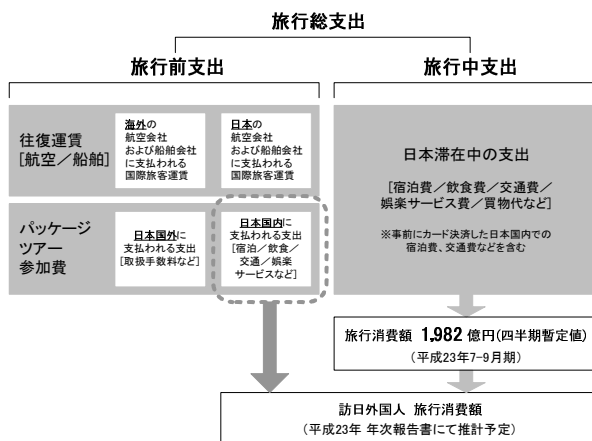 旅行総支出
旅行前支出
旅行中支出
往復運賃
[航空／船舶]
海外の
航空会社
および船舶会社
に支払われる
国際旅客運賃
日本の
航空会社
および船舶会社
に支払われる
国際旅客運賃
パッケージ
ツアー
参加費
日本国外に
支払われる支出
[取扱手数料など]
日本国内に
支払われる支出
[宿泊／飲食／
交通／娯楽
サービスなど]
日本滞在中の支出
[宿泊費／飲食費／交通費／
娯楽サービス費／買物代など]
※事前にカード決済した日本国内での
宿泊費、交通費などを含む
旅行消費額 1,982 億円(四半期暫定値)
（平成23年7-9月期）
訪日外国人 旅行消費額
（平成23年 年次報告書にて推計予定）